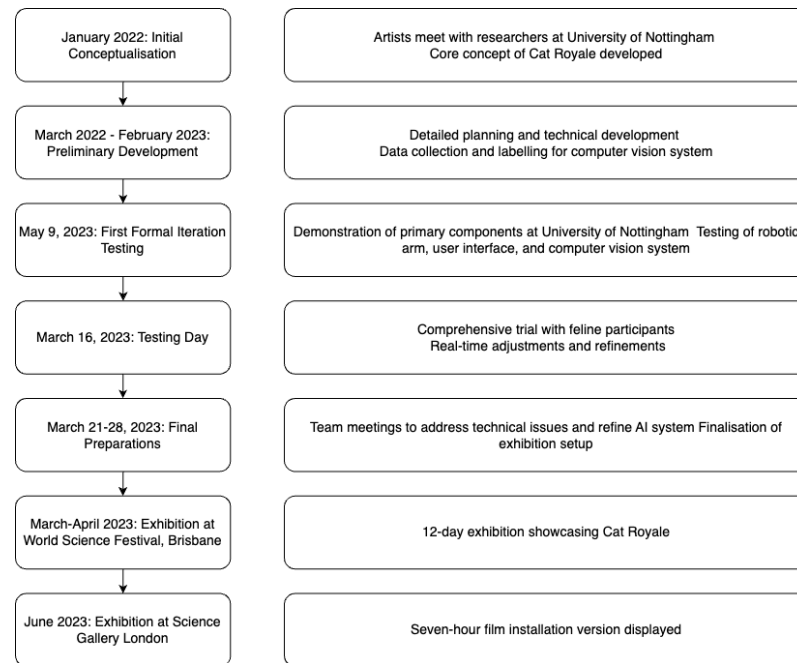 January 2022: Initial
Conceptualisation
Artists meet with researchers at University of Nottingham
Core concept of Cat Royale developed
March 2022 - February 2023:
Preliminary Development
Detailed planning and technical development
Data collection and labelling for computer vision system
May 9, 2023: First Formal Iteration
Testing
Demonstration of primary components at University of Nottingham Testing of robotic
arm, user interface, and computer vision system
March 16, 2023: Testing Day
Comprehensive trial with feline participants
Real-time adjustments and refinements
March 21-28, 2023: Final
Preparations
Team meetings to address technical issues and refine AI system Finalisation of
exhibition setup
March-April 2023: Exhibition at
World Science Festival, Brisbane
12-day exhibition showcasing Cat Royale
June 2023: Exhibition at Science
Gallery London
Seven-hour film installation version displayed